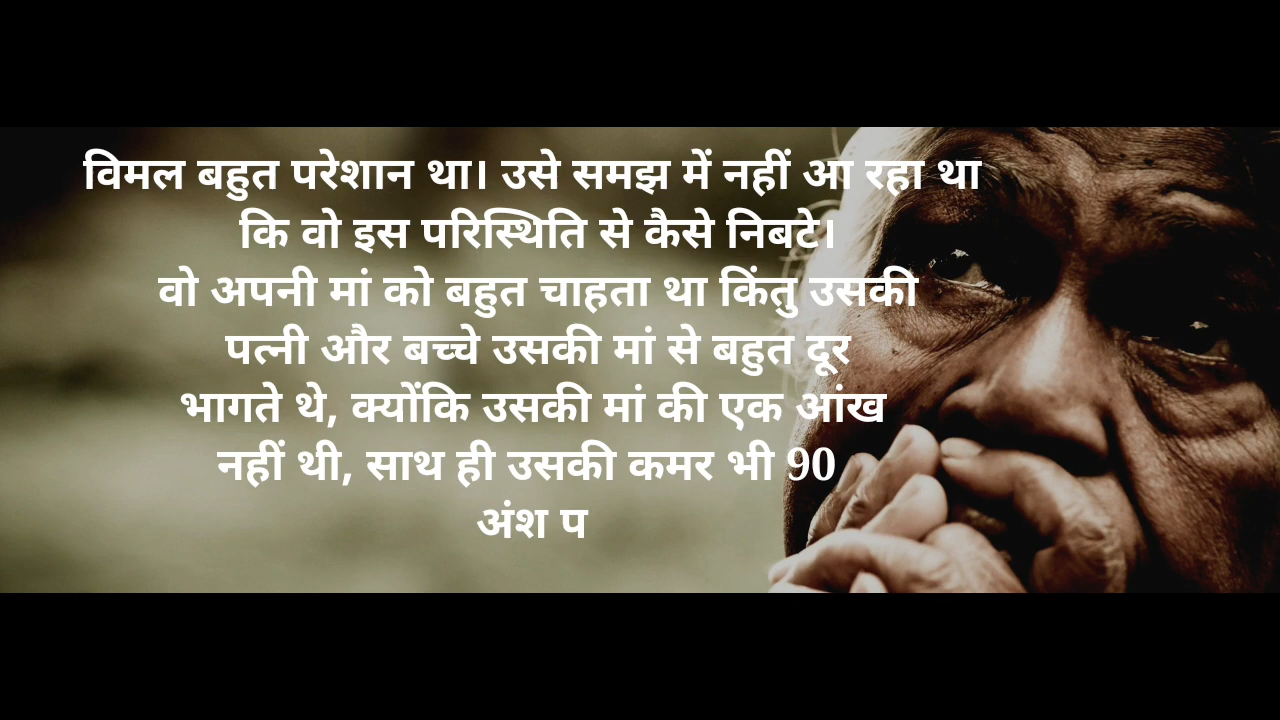 विमल बहुत परेशान था। उसे समझ में नहीं आ रहा था
कि वो इस परिस्थिति से कैसे निबटे।
वो अपनी मां को बहुत चाहता था किंतु उसकी
पत्नी और बच्चे उसकी मां से बहुत दूर
भागते थे, क्योंकि उसकी मां की एक आंख
नहीं थी, साथ ही उसकी कमर भी 90
अंश प